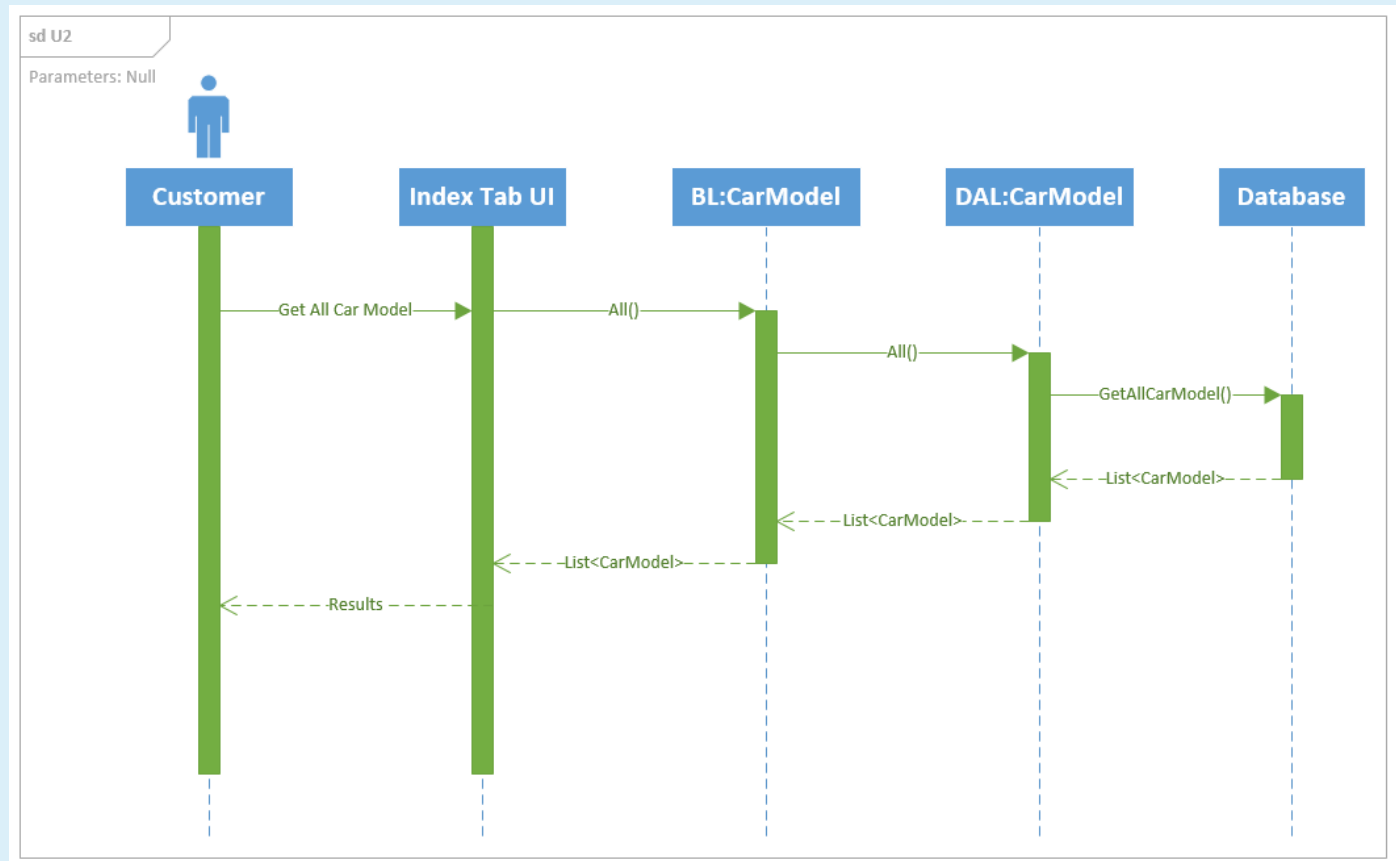 sd U2
Parameters: Null
Customer
Index Tab UI
BL:CarModel
DAL:CarModel
Database
Get All Car Model
All()
All()
GetAllCarModel()
List<CarModel>
List<CarModel>
List<CarModel>
Results